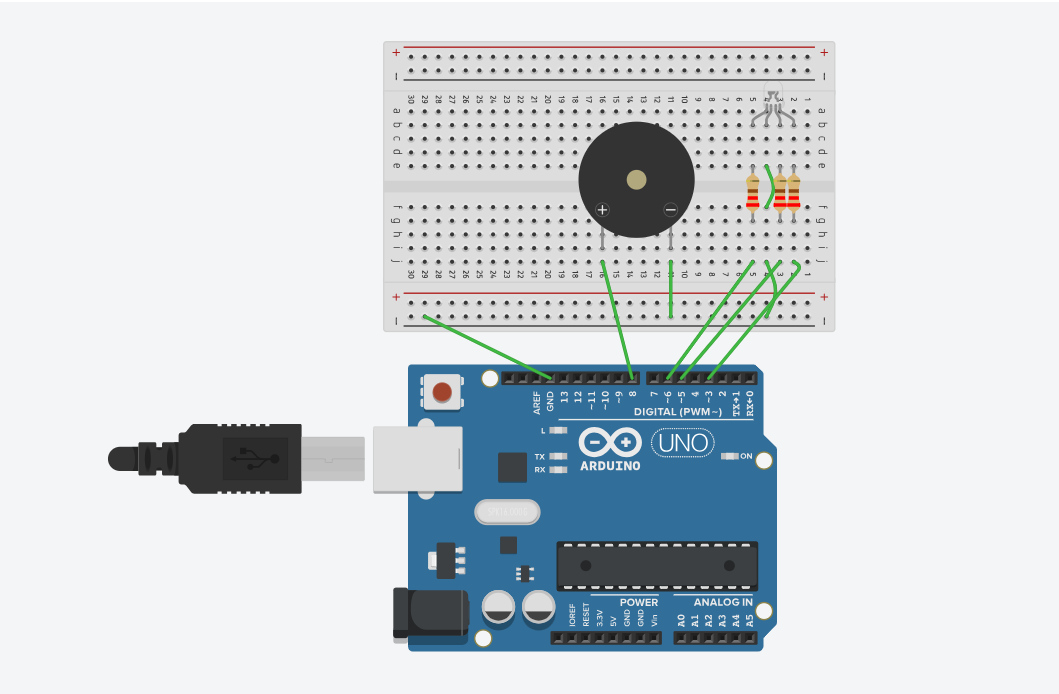 + +
− −
30 29 28 27 26 25 24 23 22 21 20 19 18 17 16 15 14 13 12 11 10 9 8 7 6 5 4 3 2 1
a a
b b
c c
d d
e e
f f
g g
h h
i i
j j
30 29 28 27 26 25 24 23 22 21 20 19 18 17 16 15 14 13 12 11 10 9 8 7 6 5 4 3 2 1
+ +
− −
AREF GND 13 12 ~11 ~10 ~9 8 7 ~6 ~5 4 ~3 2 TX→1 RX←0
DIGITAL (PWM~)
L
TX
RX
ARDUINO
UNO
ON
POWER
ANALOG IN
IOREF RESET 3.3V 5V GND GND Vin A0 A1 A2 A3 A4 A5